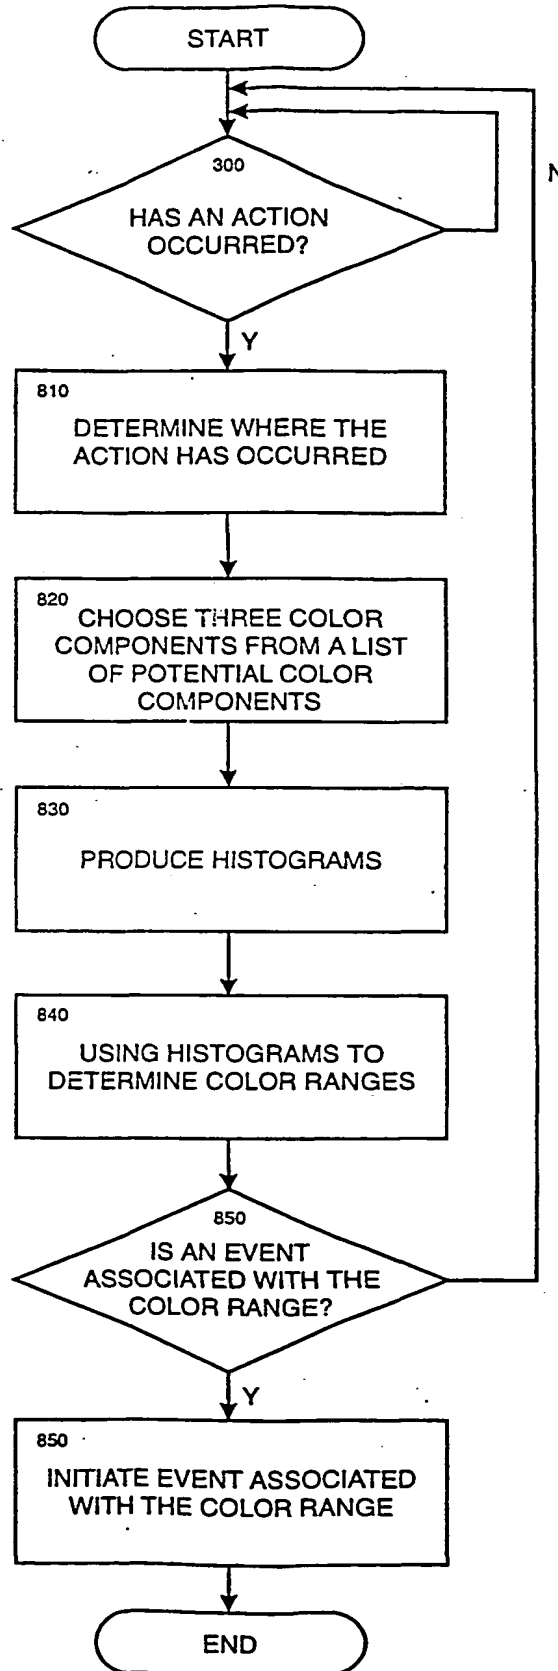 START
300
HAS AN ACTION
OCCURRED?
N
Y
810
DETERMINE WHERE THE
ACTION HAS OCCURRED
820
CHOOSE THREE COLOR
COMPONENTS FROM A LIST
OF POTENTIAL COLOR
COMPONENTS
830
PRODUCE HISTOGRAMS
840
USING HISTOGRAMS TO
DETERMINE COLOR RANGES
850
IS AN EVENT
ASSOCIATED WITH THE
COLOR RANGE?
Y
850
INITIATE EVENT ASSOCIATED
WITH THE COLOR RANGE
END